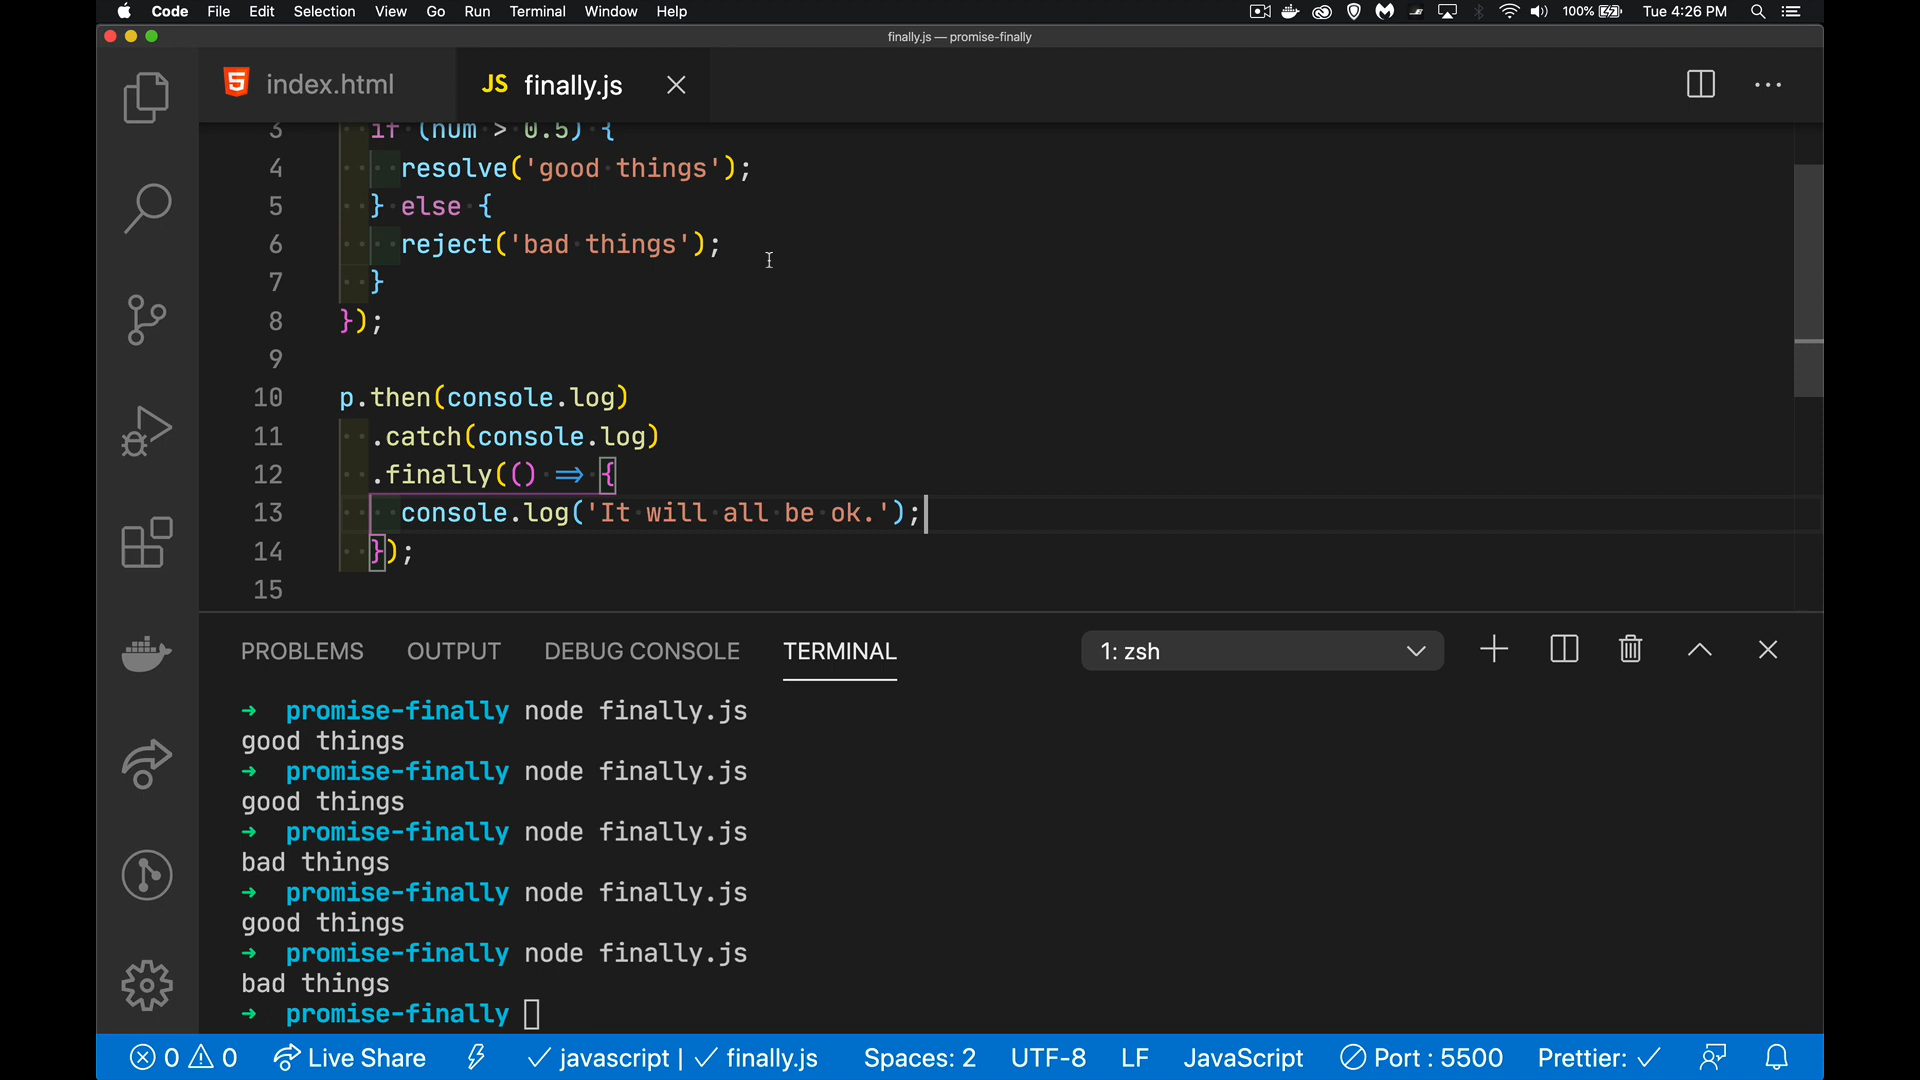 Code File Edit Selection View Go Run Terminal Window Help 100% Tue 4:26 PM
finally.js — promise-finally
5 index.html JS finally.js
3 if (num > 0.5) {
4 resolve('good things');
5 } else {
6 reject('bad things');
7 }
8 });
9
10 p.then(console.log)
11 .catch(console.log)
12 .finally(() => {
13 console.log('It will all be ok.');
14 });
15
PROBLEMS OUTPUT DEBUG CONSOLE TERMINAL 1: zsh
➜ promise-finally node finally.js
good things
➜ promise-finally node finally.js
good things
➜ promise-finally node finally.js
bad things
➜ promise-finally node finally.js
good things
➜ promise-finally node finally.js
bad things
➜ promise-finally
0 0 Live Share javascript | finally.js Spaces: 2 UTF-8 LF JavaScript Port : 5500 Prettier: